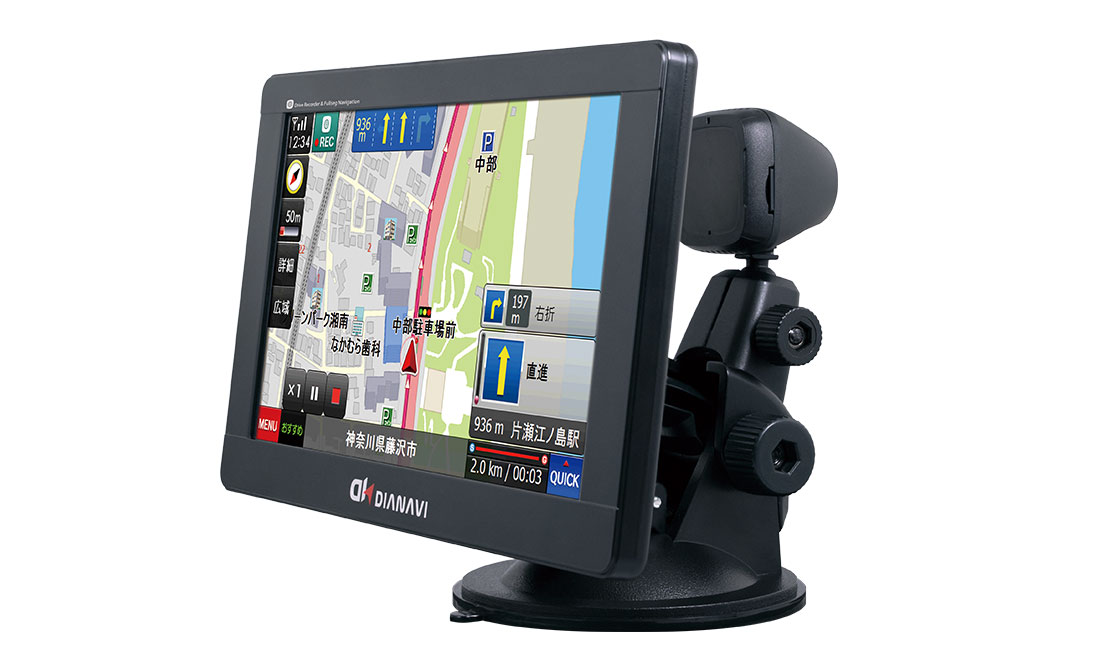 Drive Recorder & Fullseg Navigation
12:34
REC
936
m
P
中部
50m
詳細
広域
P
2
P
197
m
右折
ーンパーク湘南
中部駐車場前
なかむら歯科
直進
×1
P
936 m 片瀬江ノ島駅
MENU
おすすめ
神奈川県藤沢市
S
G
2.0 km / 00:03
QUICK
DIANAVI